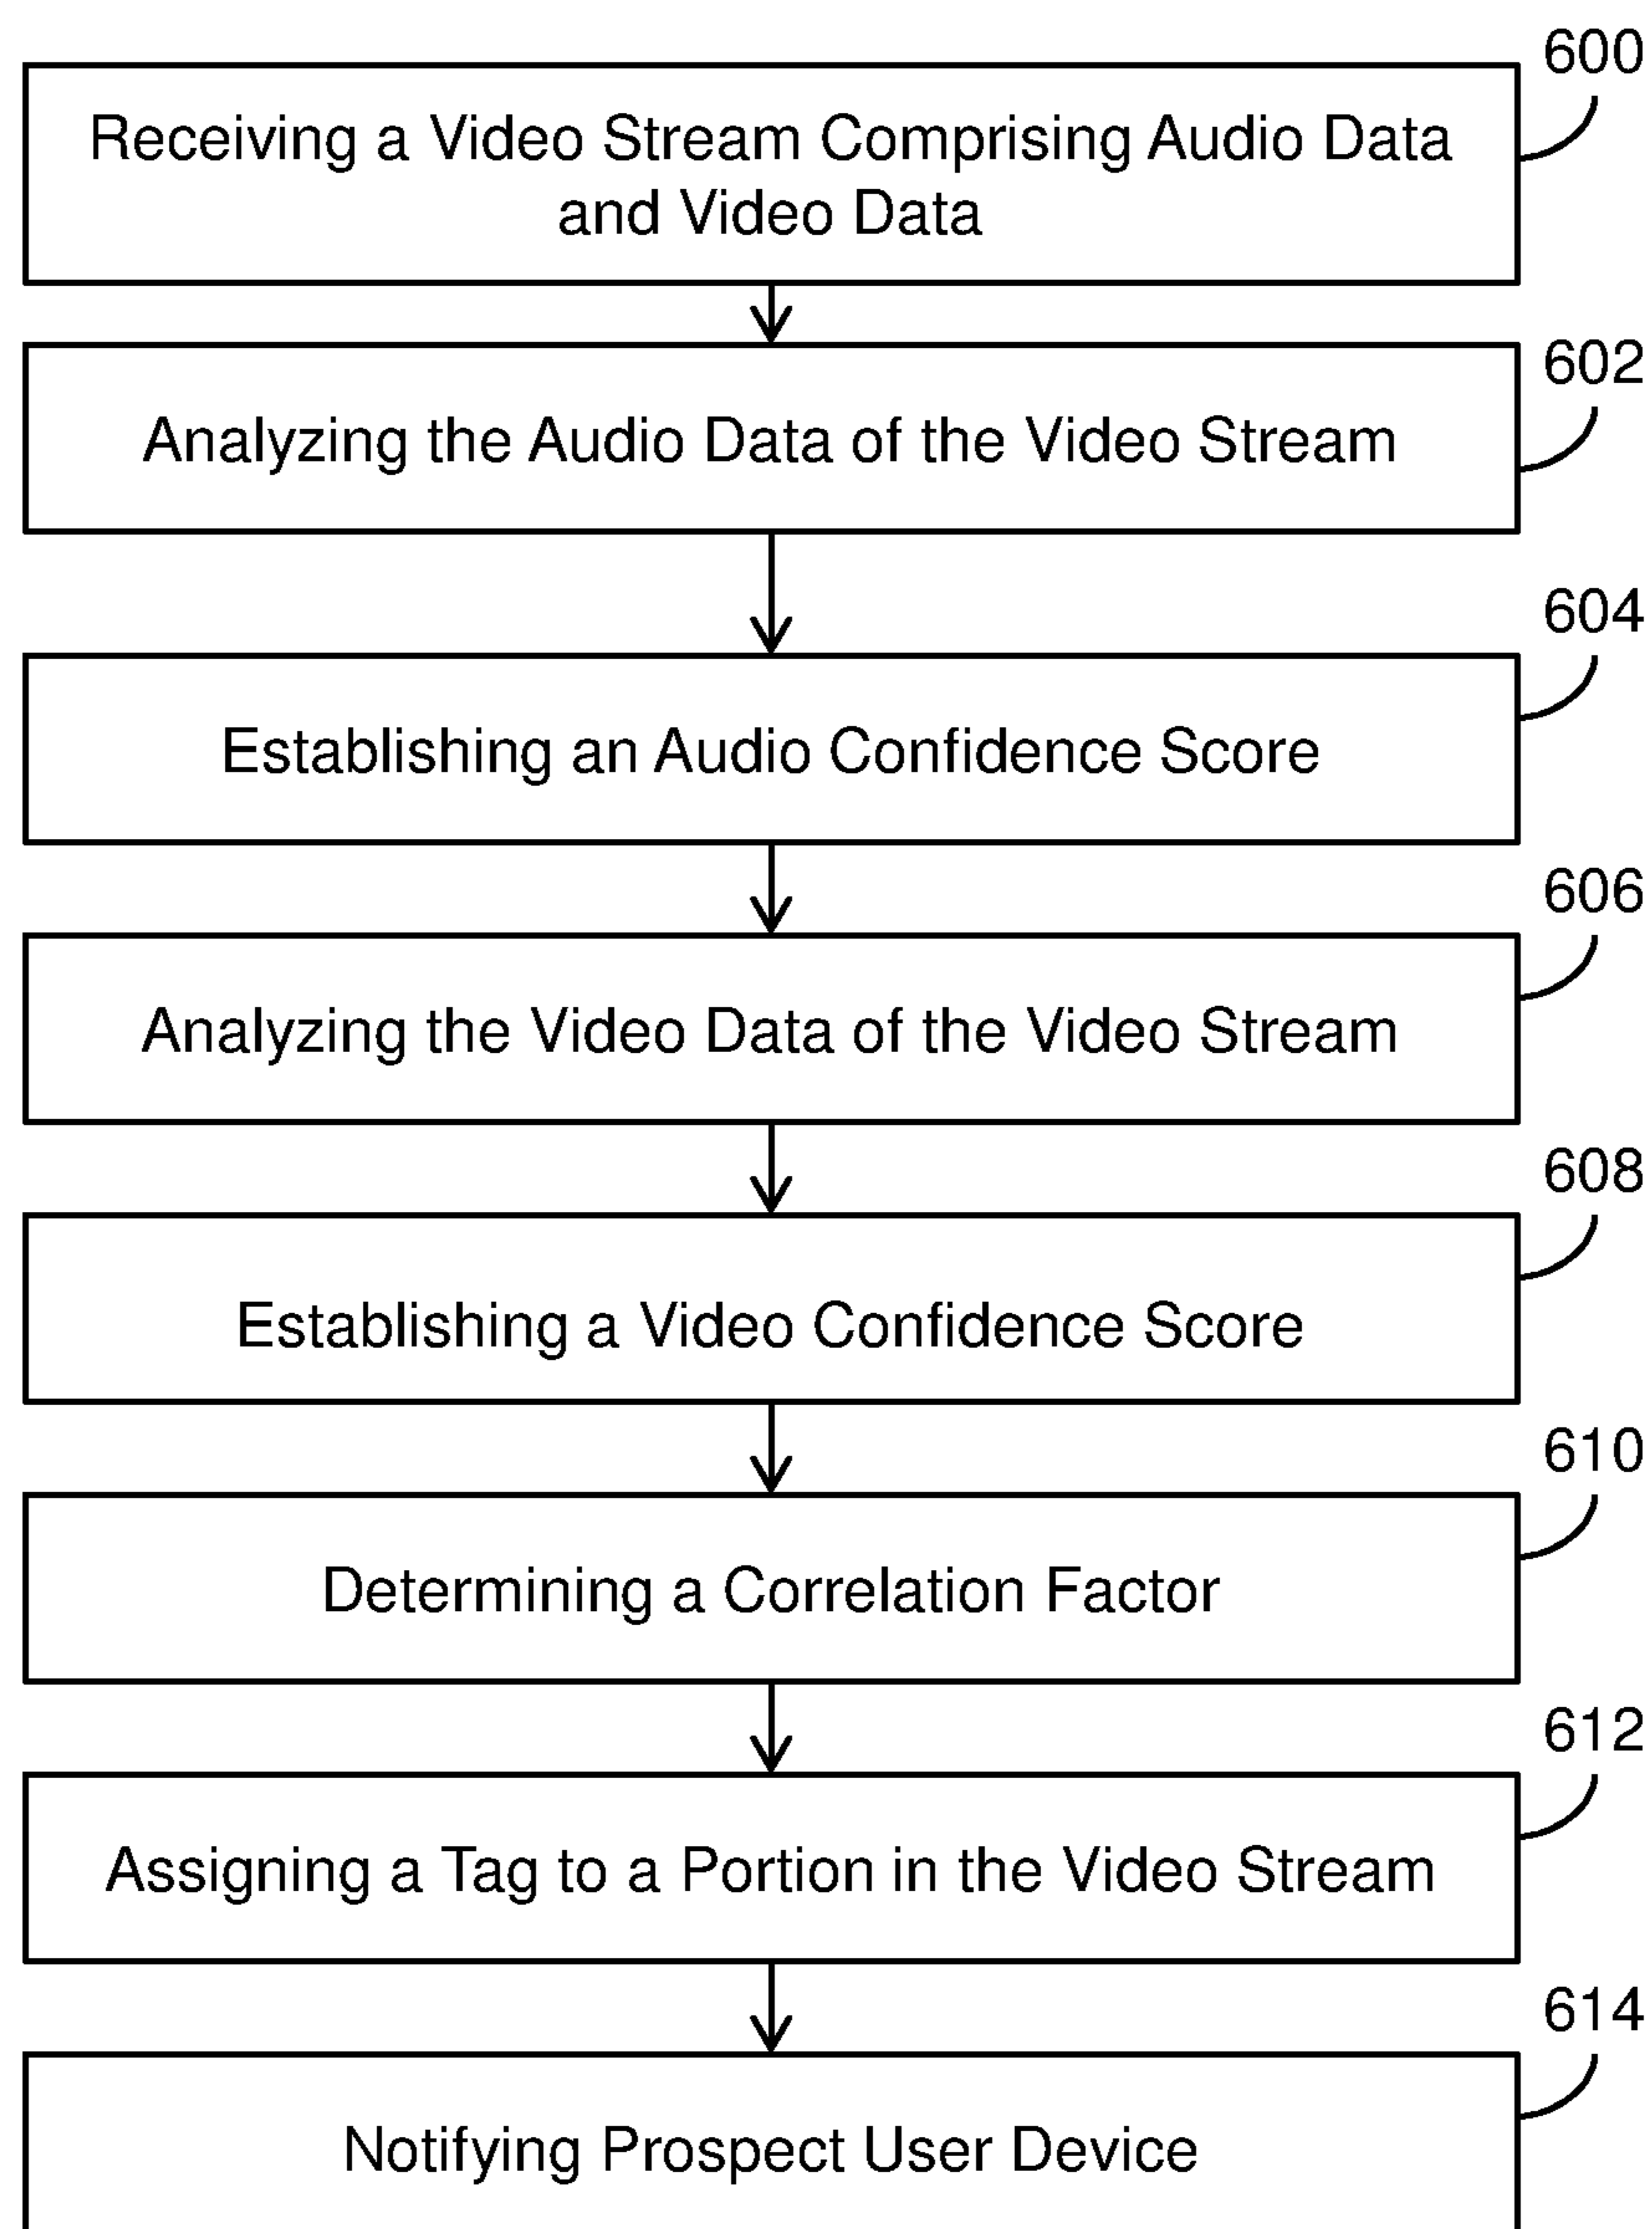 600
Receiving a Video Stream Comprising Audio Data
and Video Data
602
Analyzing the Audio Data of the Video Stream
604
Establishing an Audio Confidence Score
606
Analyzing the Video Data of the Video Stream
608
Establishing a Video Confidence Score
610
Determining a Correlation Factor
612
Assigning a Tag to a Portion in the Video Stream
614
Notifying Prospect User Device